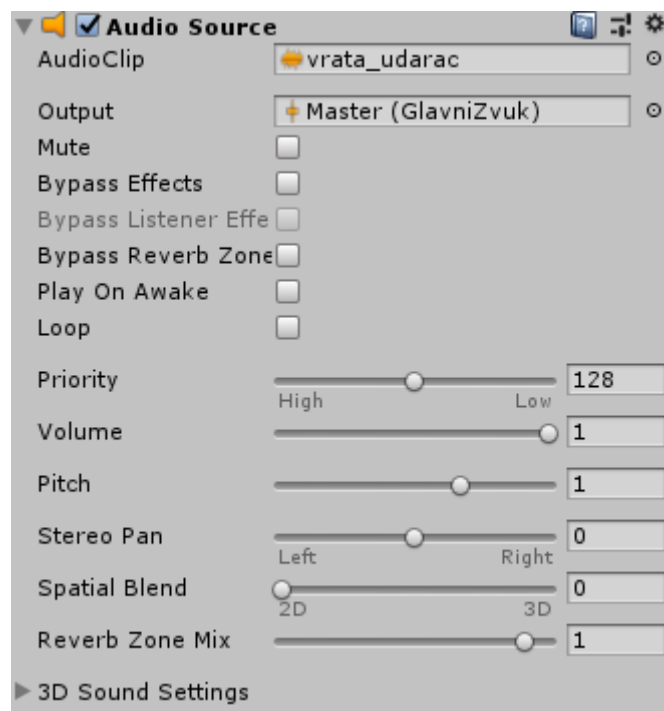 Audio Source
AudioClip vrata_udarac
Output Master (GlavniZvuk)
Mute
Bypass Effects
Bypass Listener Effe
Bypass Reverb Zone
Play On Awake
Loop
Priority 128
High Low
Volume 1
Pitch 1
Stereo Pan 0
Left Right
Spatial Blend 0
2D 3D
Reverb Zone Mix 1
3D Sound Settings